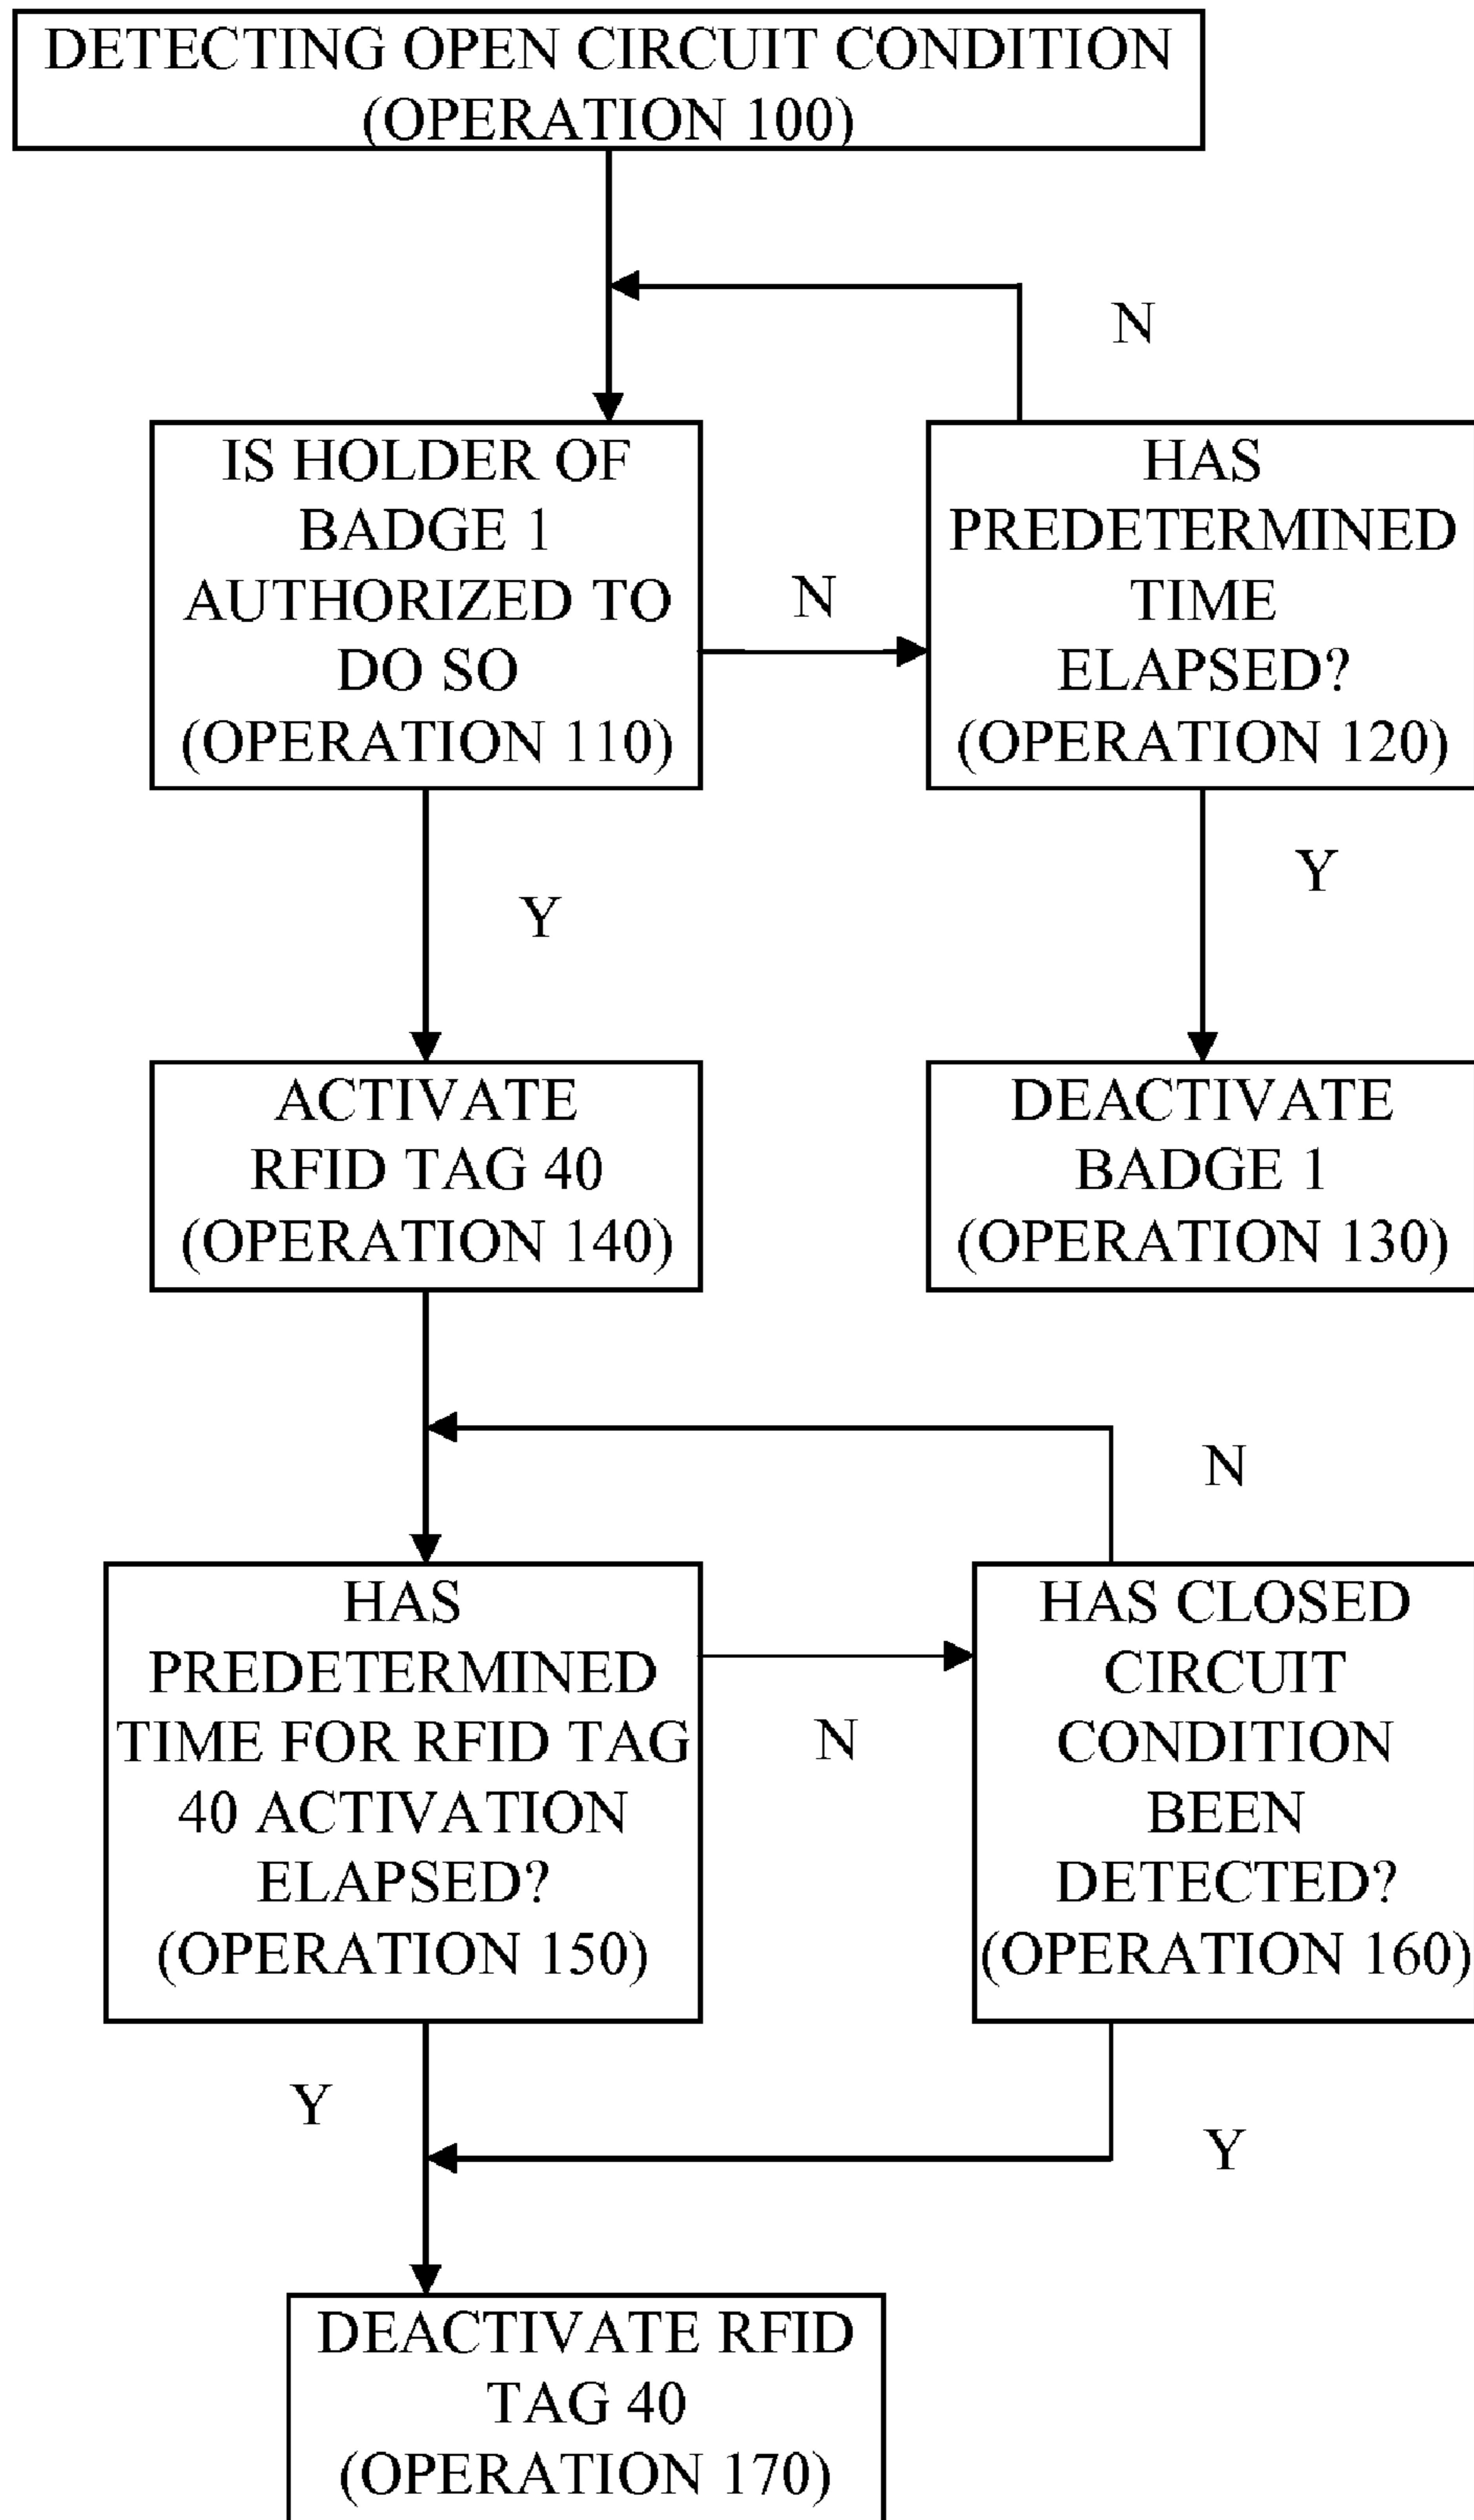 DETECTING OPEN CIRCUIT CONDITION
(OPERATION 100)
N
IS HOLDER OF
BADGE 1
AUTHORIZED TO
DO SO
(OPERATION 110)
N
HAS
PREDETERMINED
TIME
ELAPSED?
(OPERATION 120)
Y
Y
ACTIVATE
RFID TAG 40
(OPERATION 140)
DEACTIVATE
BADGE 1
(OPERATION 130)
N
HAS
PREDETERMINED
TIME FOR RFID TAG
40 ACTIVATION
ELAPSED?
(OPERATION 150)
N
HAS CLOSED
CIRCUIT
CONDITION
BEEN
DETECTED?
(OPERATION 160)
Y
Y
DEACTIVATE RFID
TAG 40
(OPERATION 170)